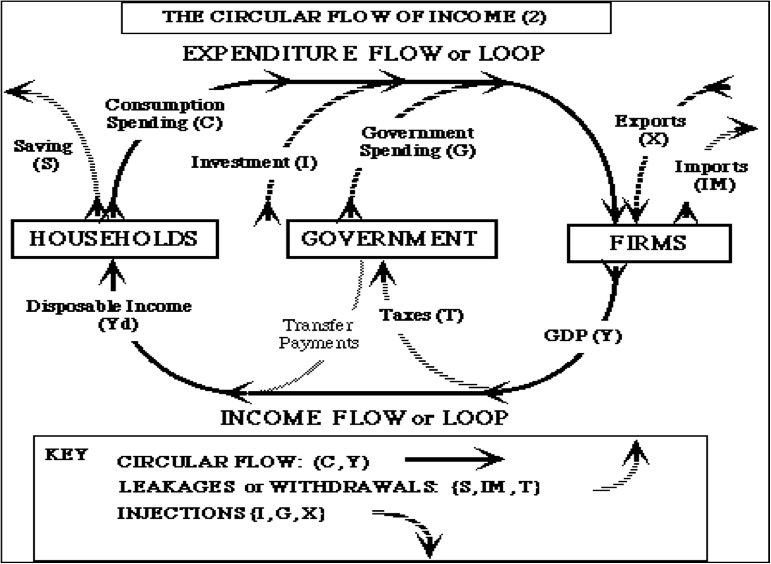 THE CIRCULAR FLOW OF INCOME (2)
EXPENDITURE FLOW or LOOP
Consumption
Spending (C)
Saving
(S)
Investment (I)
Government
Spending (G)
Exports
(X)
Imports
(IM)
HOUSEHOLDS
GOVERNMENT
FIRMS
Disposable Income
(Yd)
Transfer
Payments
Taxes (T)
GDP (Y)
INCOME FLOW or LOOP
KEY
CIRCULAR FLOW: (C,Y)
LEAKAGES or WITHDRAWALS: {S,IM,T}
INJECTIONS{I,G,X}